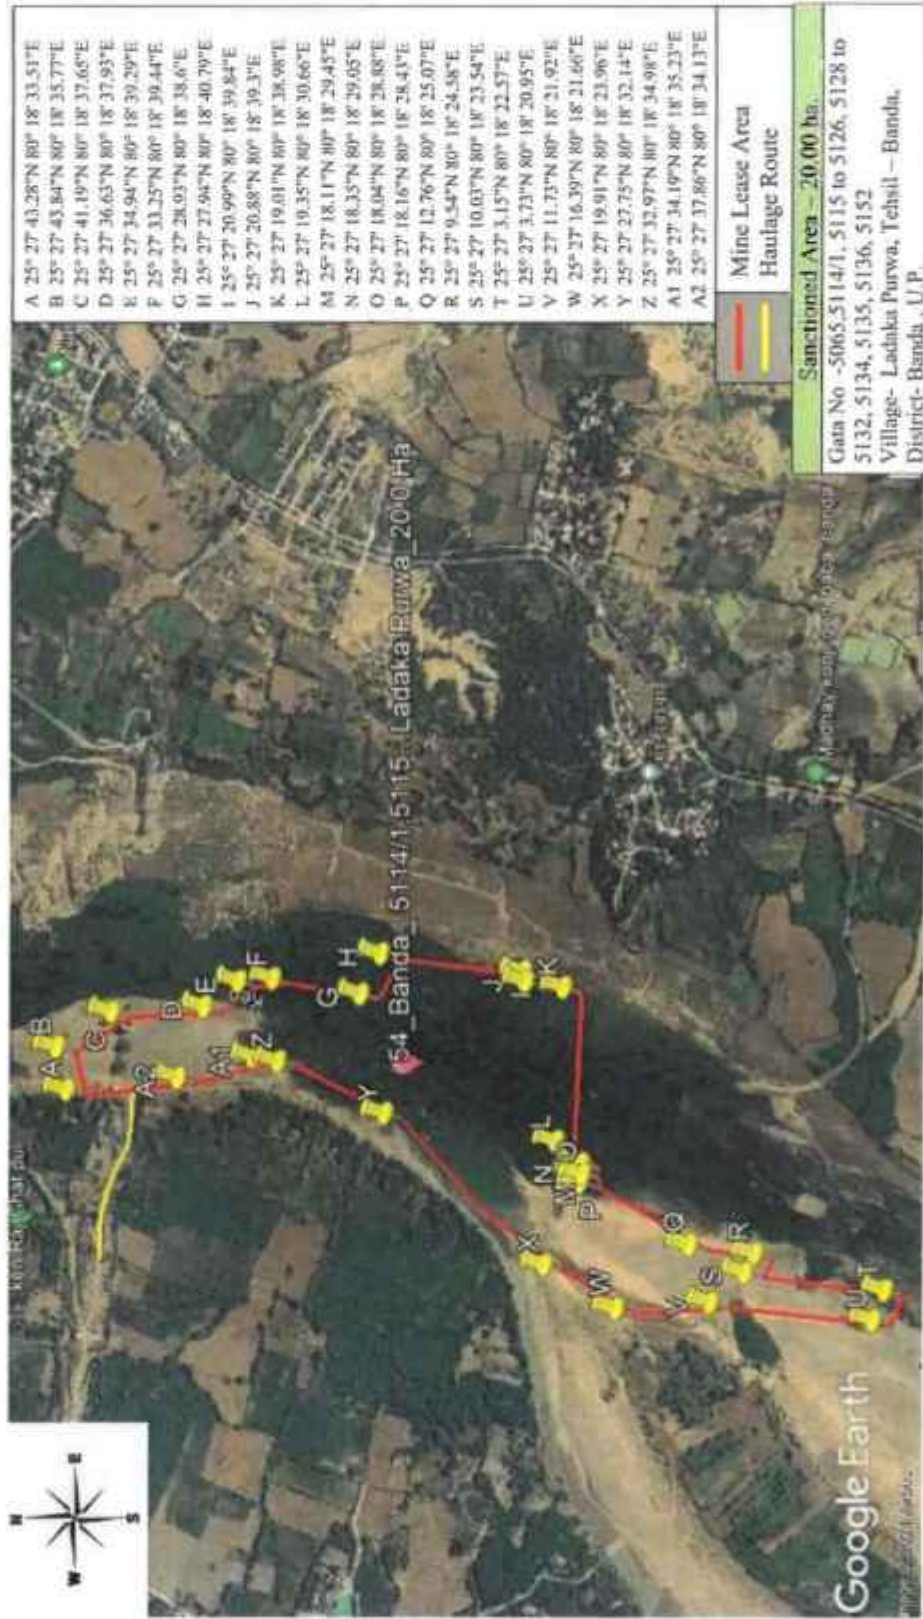 N
W
E
S
A
B
C
D
E
F
G
H
I
J
K
L
M
N
O
P
Q
R
S
T
U
V
W
X
Y
Z
A1
A2
54_Banda_ 5114/1,5115_ Ladaka Purwa_20.0 Ha
Google Earth
A 25° 27' 43.28"N 80° 18' 33.51"E
B 25° 27' 43.84"N 80° 18' 35.77"E
C 25° 27' 41.19"N 80° 18' 37.65"E
D 25° 27' 36.63"N 80° 18' 37.93"E
E 25° 27' 34.94"N 80° 18' 39.29"E
F 25° 27' 33.25"N 80° 18' 39.44"E
G 25° 27' 28.93"N 80° 18' 38.6"E
H 25° 27' 27.94"N 80° 18' 40.79"E
I 25° 27' 20.99"N 80° 18' 39.84"E
J 25° 27' 20.88"N 80° 18' 39.3"E
K 25° 27' 19.01"N 80° 18' 38.98"E
L 25° 27' 19.35"N 80° 18' 30.66"E
M 25° 27' 18.11"N 80° 18' 29.45"E
N 25° 27' 18.35"N 80° 18' 29.05"E
O 25° 27' 18.04"N 80° 18' 28.88"E
P 25° 27' 18.16"N 80° 18' 28.43"E
Q 25° 27' 12.76"N 80° 18' 25.07"E
R 25° 27' 9.54"N 80° 18' 24.58"E
S 25° 27' 10.03"N 80° 18' 23.54"E
T 25° 27' 3.15"N 80° 18' 22.57"E
U 25° 27' 3.73"N 80° 18' 20.95"E
V 25° 27' 11.73"N 80° 18' 21.92"E
W 25° 27' 16.39"N 80° 18' 21.66"E
X 25° 27' 19.91"N 80° 18' 23.96"E
Y 25° 27' 27.75"N 80° 18' 32.14"E
Z 25° 27' 32.97"N 80° 18' 34.98"E
A1 25° 27' 34.19"N 80° 18' 35.23"E
A2 25° 27' 37.86"N 80° 18' 34.13"E
Mine Lease Area
Haulage Route
Sanctioned Area – 20.00 ha.
Gata No -5065,5114/1, 5115 to 5126, 5128 to
5132, 5134, 5135, 5136, 5152
Village- Ladaka Purwa, Tehsil – Banda,
District- Banda, U.P.